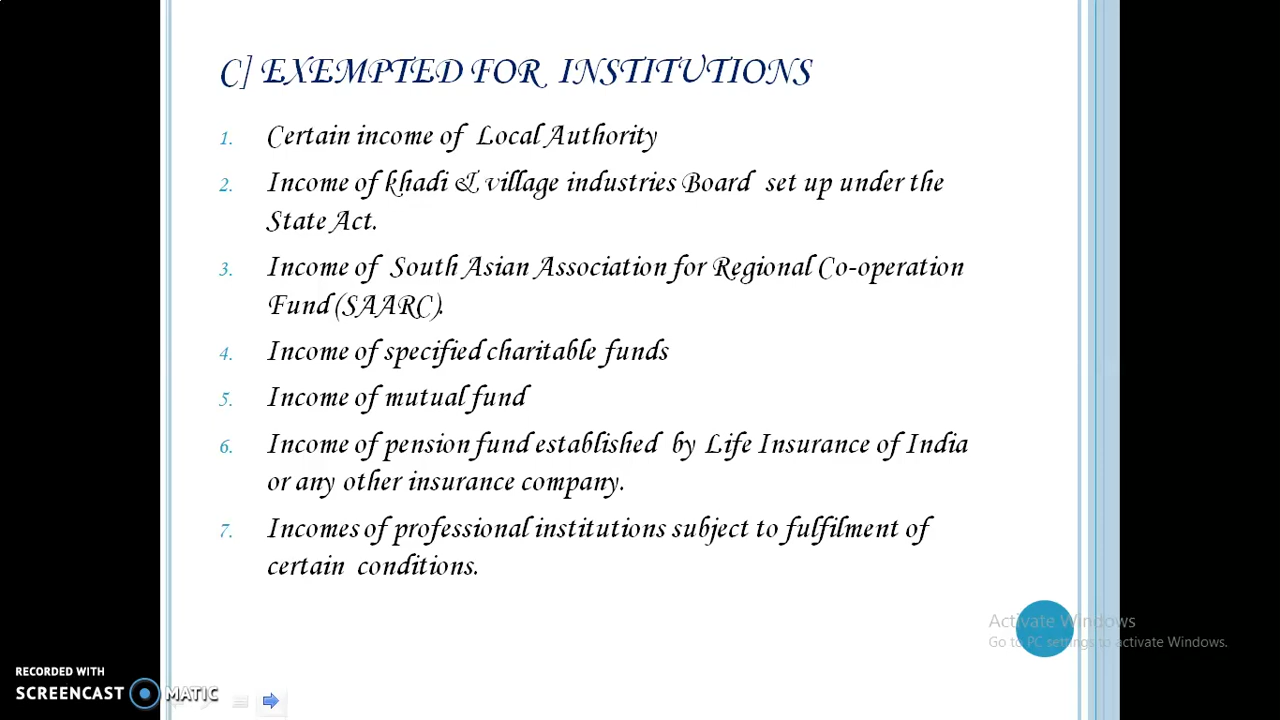 C] EXEMPTED FOR INSTITUTIONS
1. Certain income of Local Authority
2. Income of khadi & village industries Board set up under the
State Act.
3. Income of South Asian Association for Regional Co-operation
Fund (SAARC).
4. Income of specified charitable funds
5. Income of mutual fund
6. Income of pension fund established by Life Insurance of India
or any other insurance company.
7. Incomes of professional institutions subject to fulfilment of
certain conditions.
Activate Windows
Go to PC settings to activate Windows.
RECORDED WITH
SCREENCAST MATIC